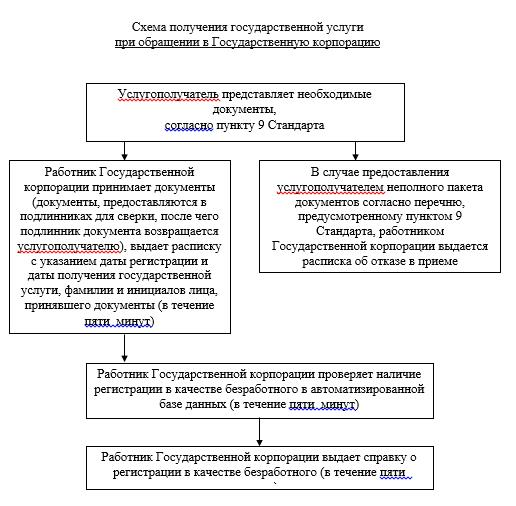 Схема получения государственной услуги
при обращении в Государственную корпорацию
Услугополучатель представляет необходимые
документы,
согласно пункту 9 Стандарта
Работник Государственной
корпорации принимает документы
(документы, предоставляются в
подлинниках для сверки, после чего
подлинник документа возвращается
услугополучателю), выдает расписку
с указанием даты регистрации и
даты получения государственной
услуги, фамилии и инициалов лица,
принявшего документы (в течение
пяти минут)
В случае предоставления
услугополучателем неполного пакета
документов согласно перечню,
предусмотренному пунктом 9
Стандарта, работником
Государственной корпорации выдается
расписка об отказе в приеме
Работник Государственной корпорации проверяет наличие
регистрации в качестве безработного в автоматизированной
базе данных (в течение пяти минут)
Работник Государственной корпорации выдает справку о
регистрации в качестве безработного (в течение пяти